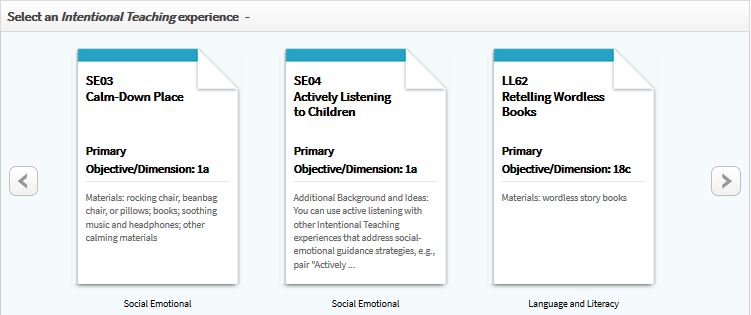 Select an Intentional Teaching experience -
SE03
Calm-Down Place
Primary
Objective/Dimension: 1a
Materials: rocking chair, beanbag
chair, or pillows; books; soothing
music and headphones; other
calming materials
Social Emotional
SE04
Actively Listening
to Children
Primary
Objective/Dimension: 1a
Additional Background and Ideas:
You can use active listening with
other Intentional Teaching
experiences that address social-
emotional guidance strategies, e.g.,
pair "Actively ...
Social Emotional
LL62
Retelling Wordless
Books
Primary
Objective/Dimension: 18c
Materials: wordless story books
Language and Literacy